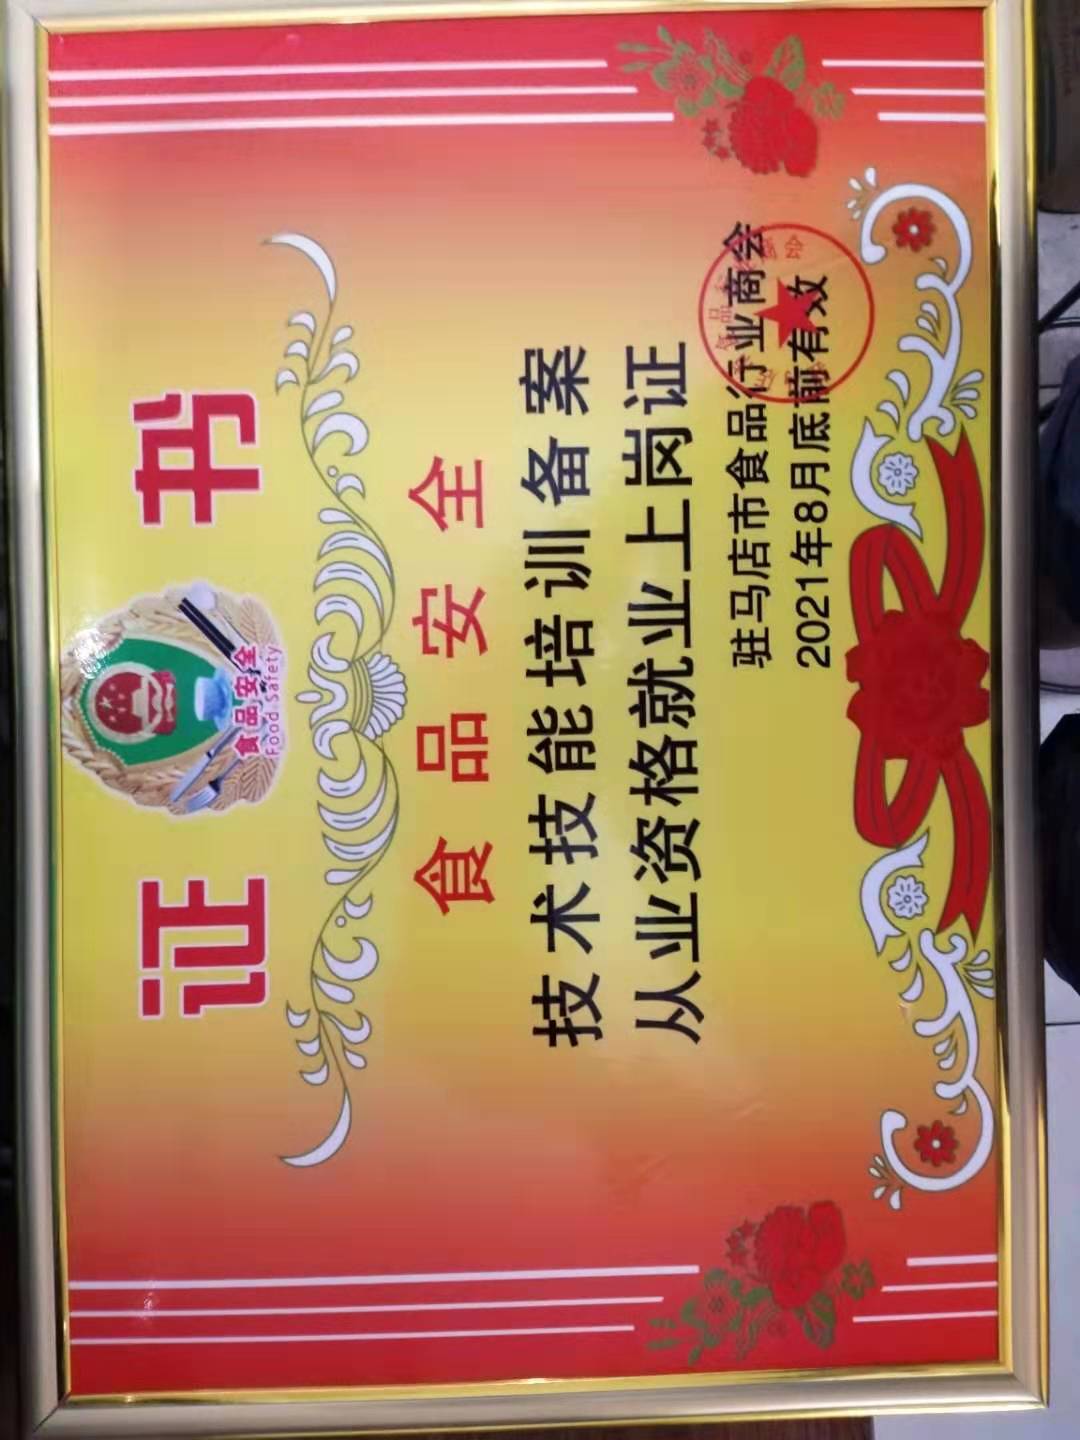 证 书
食品安全
Food Safety
食品安全
技术技能培训备案
从业资格就业上岗证
驻马店市食品行业商会
2021年8月底前有效